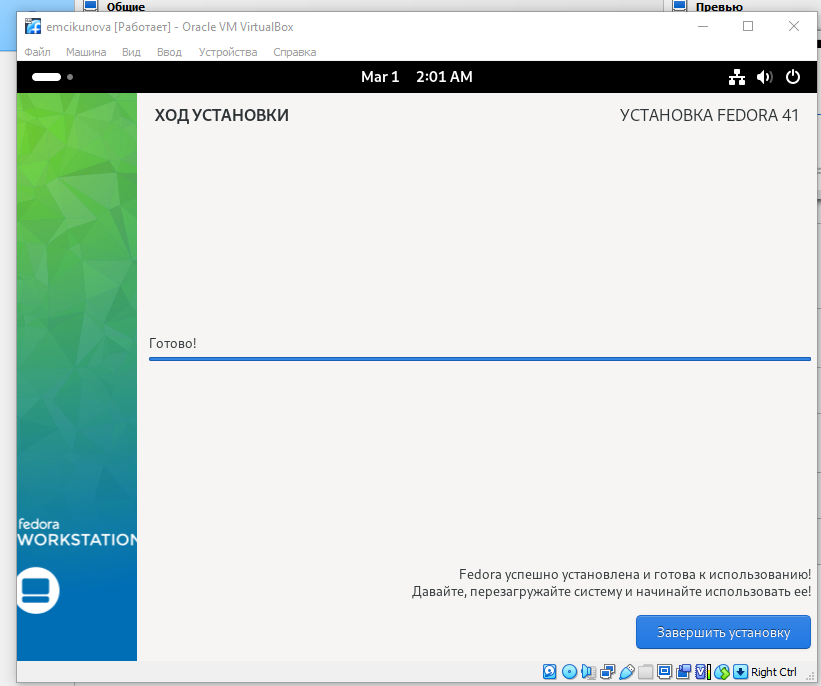 Общие
Превью
emcikunova [Работает] - Oracle VM VirtualBox
Файл Машина Вид Ввод Устройства Справка
Mar 1 2:01 AM
ХОД УСТАНОВКИ
УСТАНОВКА FEDORA 41
Готово!
fedora
WORKSTATION
Fedora успешно установлена и готова к использованию!
Давайте, перезагружайте систему и начинайте использовать ее!
Завершить установку
Right Ctrl